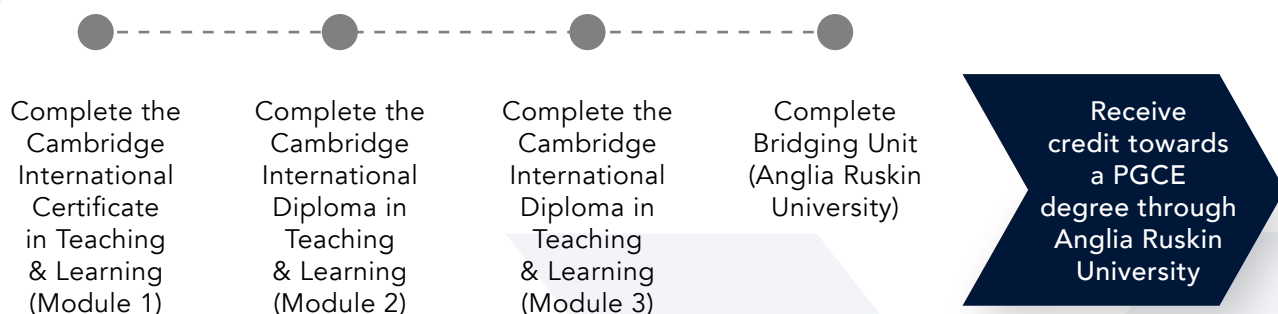 Complete the
Cambridge
International
Certificate
in Teaching
& Learning
(Module 1)
Complete the
Cambridge
International
Diploma in
Teaching
& Learning
(Module 2)
Complete the
Cambridge
International
Diploma in
Teaching
& Learning
(Module 3)
Complete
Bridging Unit
(Anglia Ruskin
University)
Receive
credit towards
a PGCE
degree through
Anglia Ruskin
University